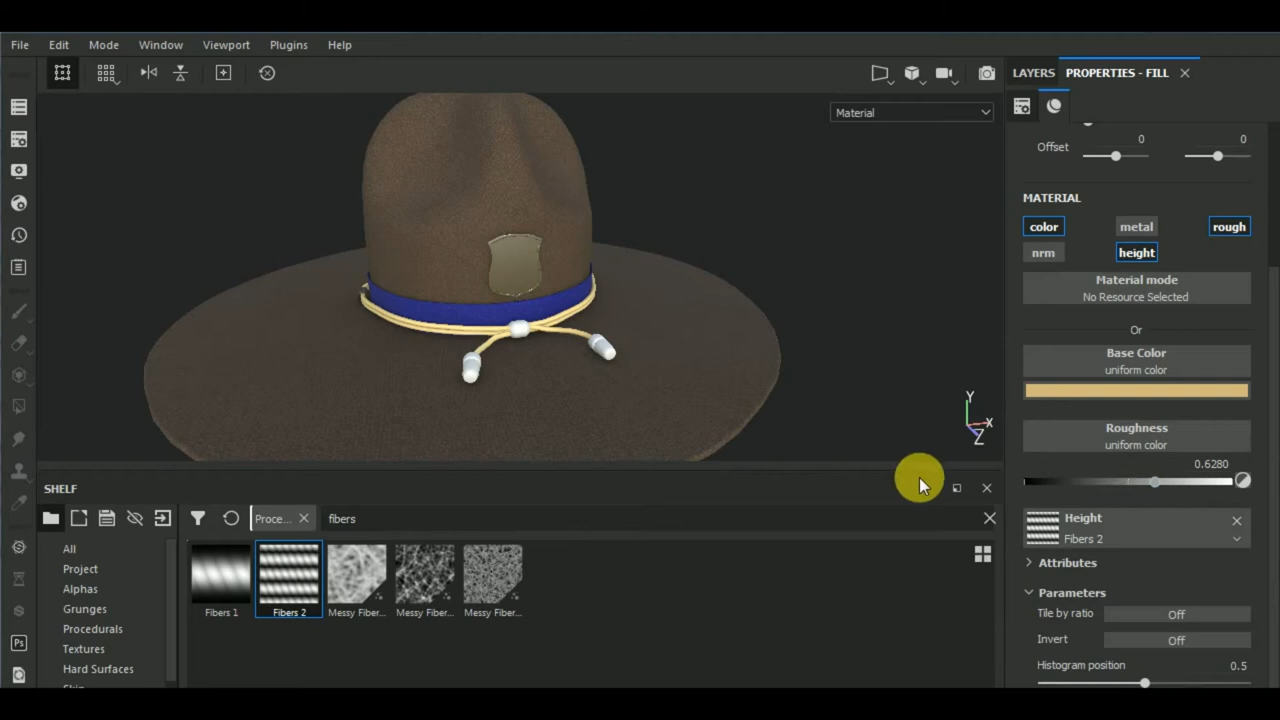 File Edit Mode Window Viewport Plugins Help
LAYERS PROPERTIES - FILL
Material
Offset 0 0
MATERIAL
color metal rough
nrm height
Material mode
No Resource Selected
Or
Base Color
uniform color
Roughness
uniform color
0.6280
Height
Fibers 2
Attributes
Parameters
Tile by ratio Off
Invert Off
Histogram position 0.5
Y
X
Z
SHELF
Proce... fibers
All
Project
Alphas
Grunges
Procedurals
Textures
Hard Surfaces
Fibers 1 Fibers 2 Messy Fiber... Messy Fiber... Messy Fiber...
Ps